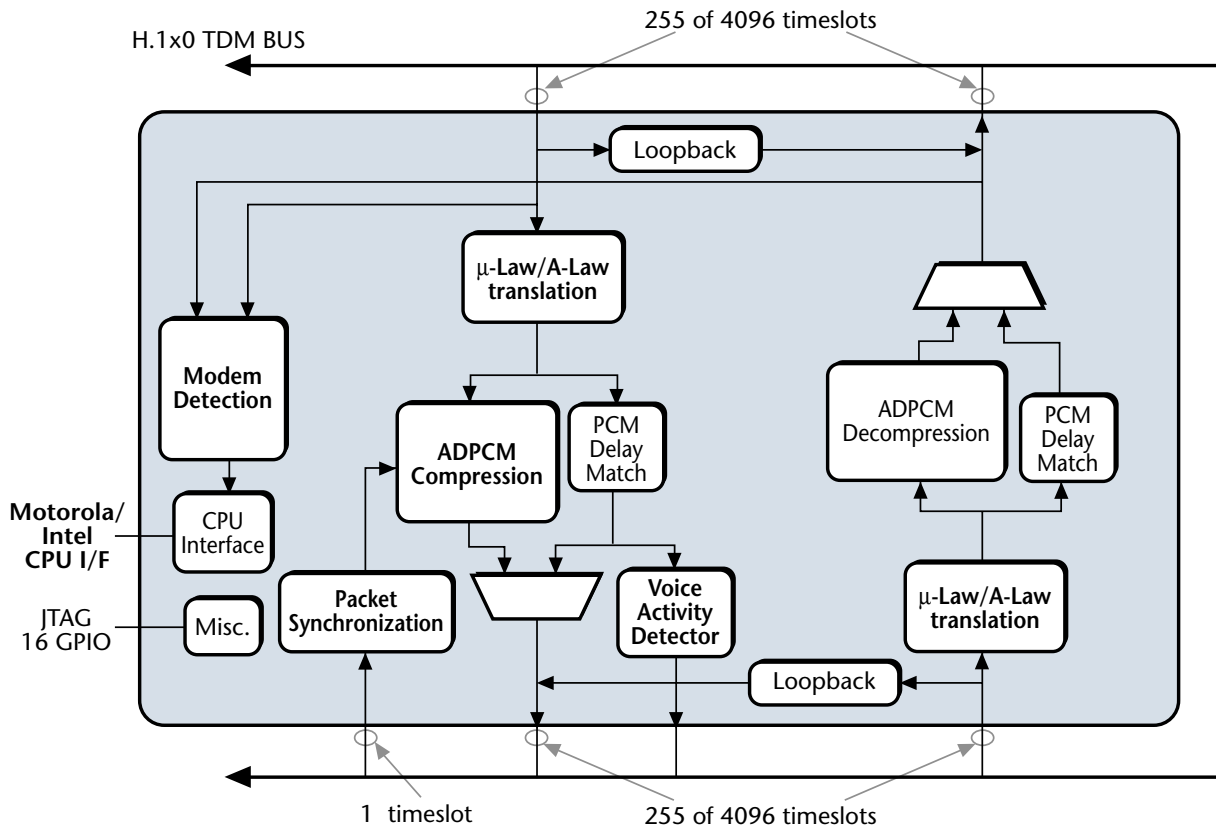 255 of 4096 timeslots
H.1x0 TDM BUS
Loopback
μ-Law/A-Law
translation
Modem
Detection
ADPCM
Compression
PCM
Delay
Match
ADPCM
Decompression
PCM
Delay
Match
Motorola/
Intel
CPU I/F
CPU
Interface
Packet
Synchronization
Voice
Activity
Detector
μ-Law/A-Law
translation
JTAG
16 GPIO
Misc.
Loopback
1 timeslot
255 of 4096 timeslots